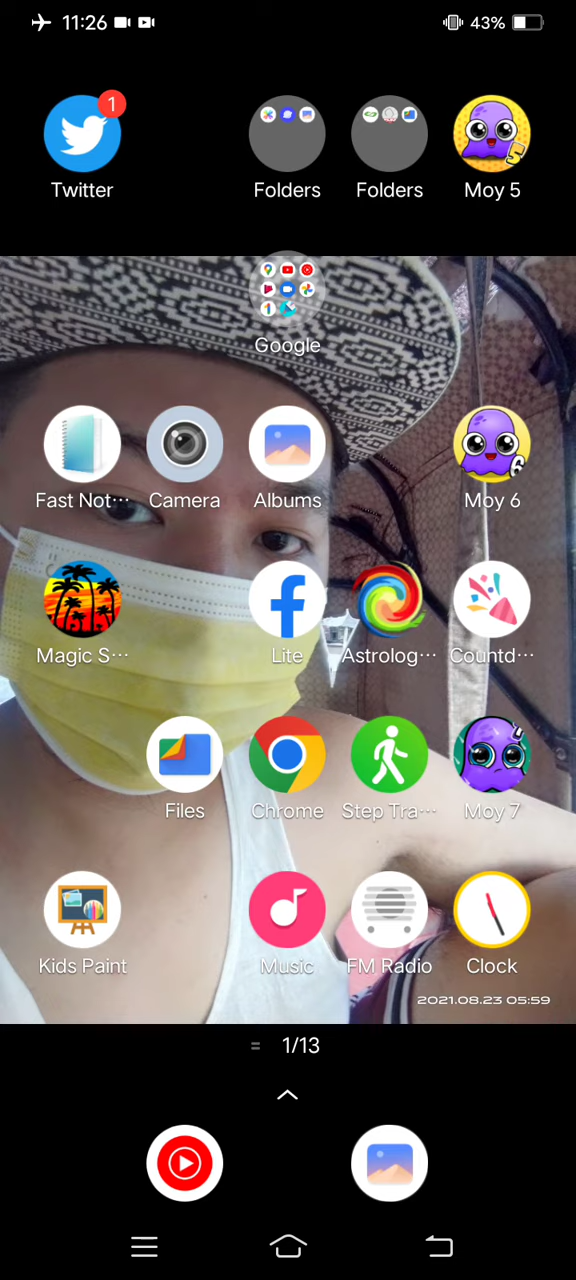 11:26
43%
1
Twitter
Folders
Folders
Moy 5
Google
Fast Not···
Camera
Albums
Moy 6
Magic S···
Lite
Astrolog···
Countd···
Files
Chrome
Step Tra···
Moy 7
Kids Paint
Music
FM Radio
Clock
2021.08.23 05:59
1/13